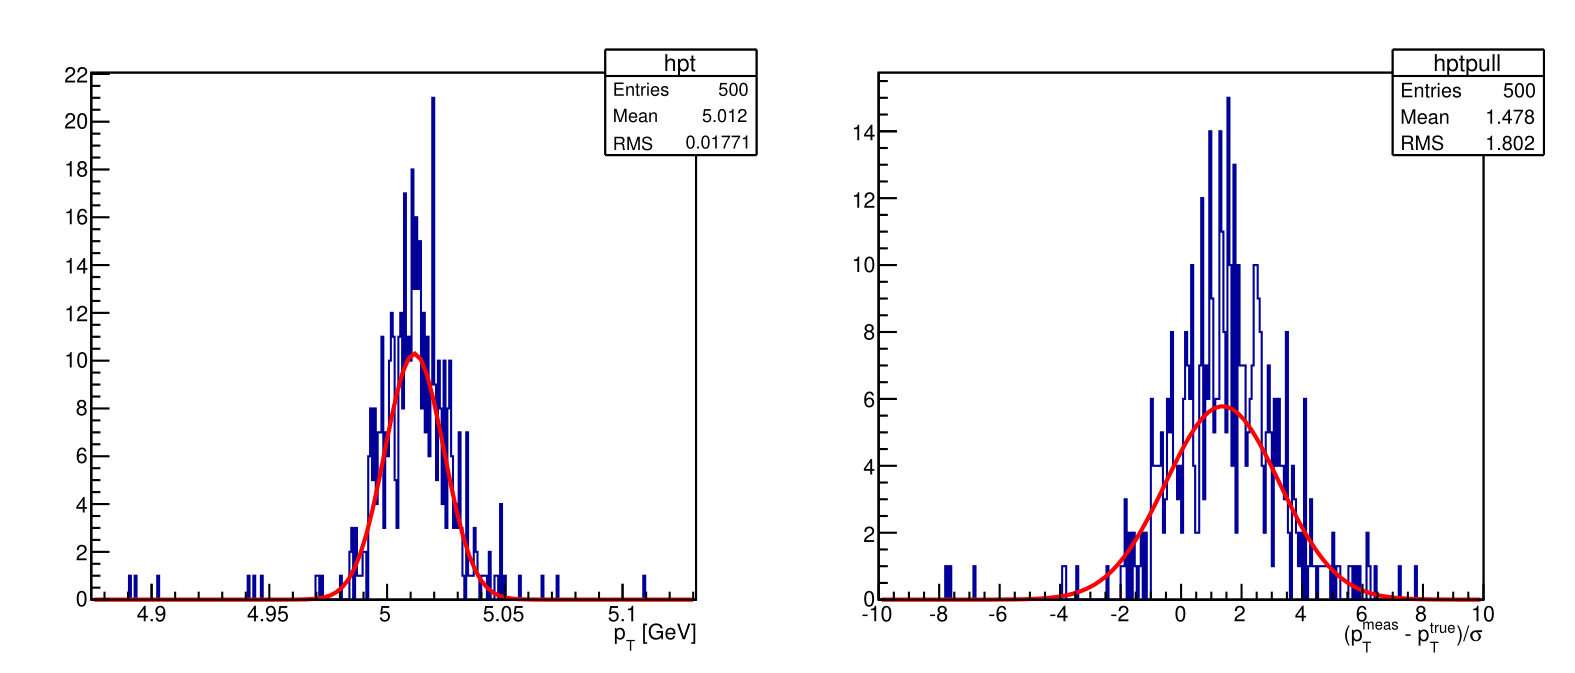 hpt
Entries 500
Mean 5.012
RMS 0.01771
22
20
18
16
14
12
10
8
6
4
2
0
4.9 4.95 5 5.05 5.1
p_T [GeV]
hptpull
Entries 500
Mean 1.478
RMS 1.802
14
12
10
8
6
4
2
0
-10 -8 -6 -4 -2 0 2 4 6 8 10
(p_T^meas - p_T^true)/σ